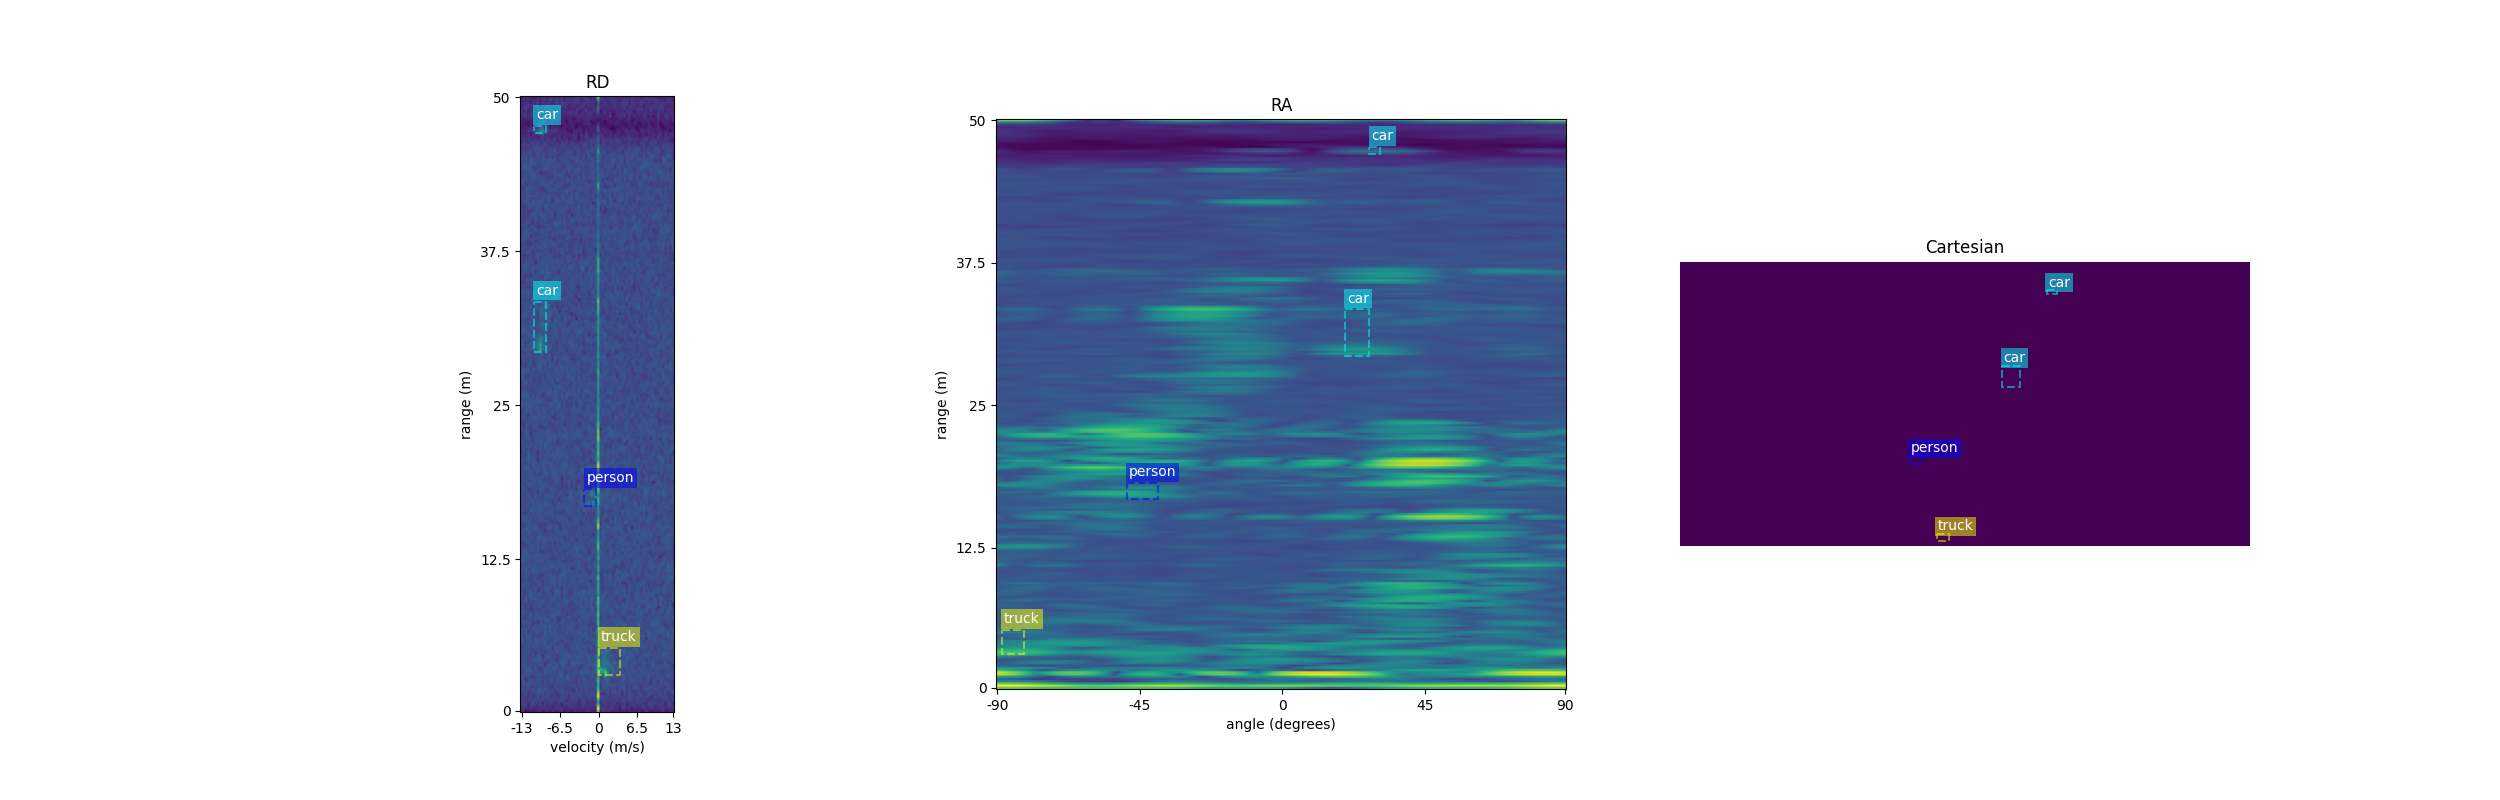 RD
50
37.5
25
12.5
0
range (m)
car
car
person
truck
-13 -6.5 0 6.5 13
velocity (m/s)
RA
50
37.5
25
12.5
0
range (m)
car
car
person
truck
-90 -45 0 45 90
angle (degrees)
Cartesian
car
car
person
truck